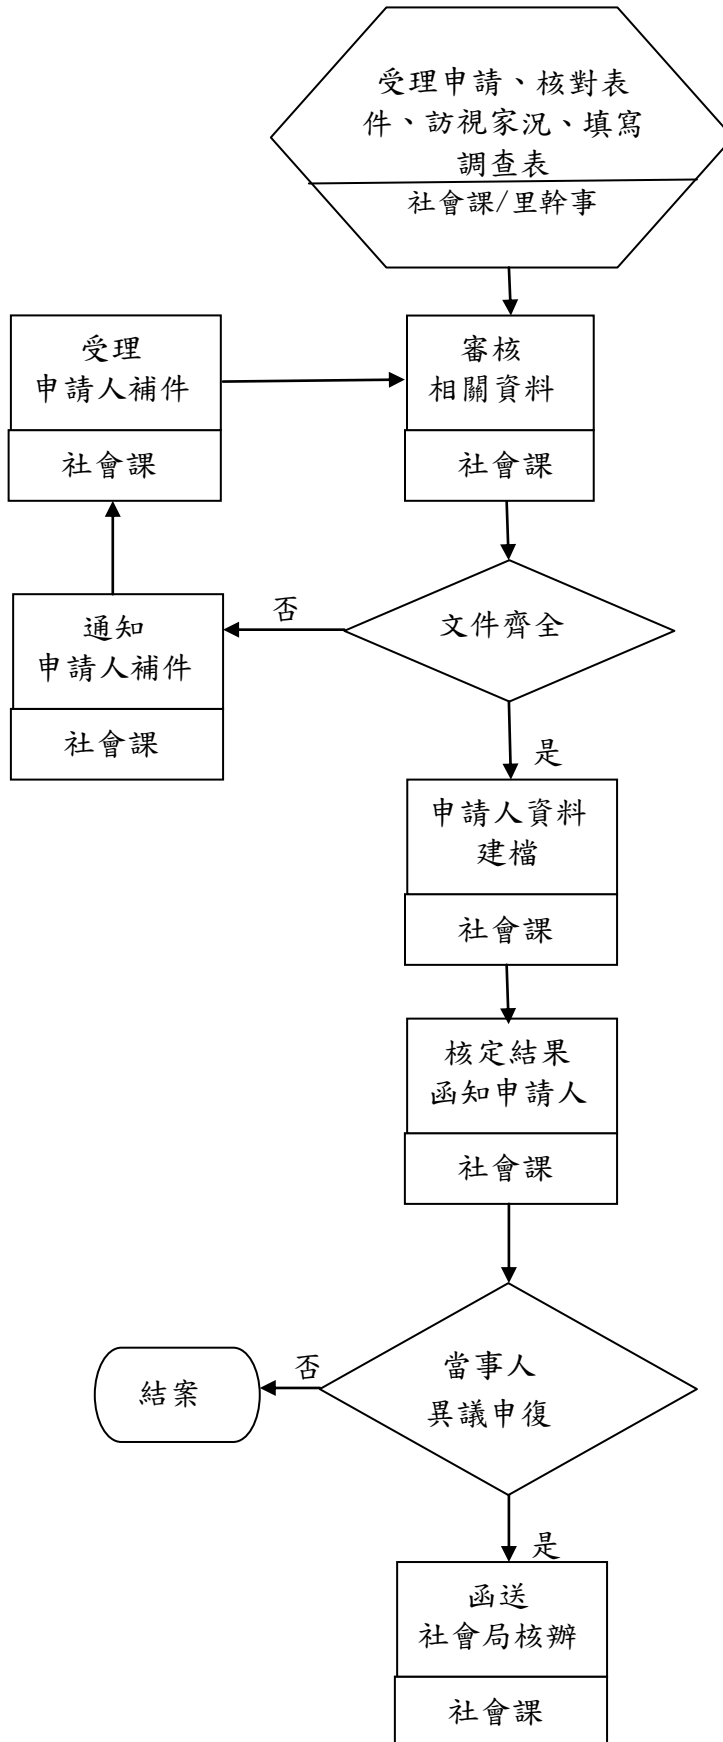 受理申請、核對表
件、訪視家況、填寫
調查表
社會課/里幹事
受理
申請人補件
社會課
審核
相關資料
社會課
通知
申請人補件
社會課
否
文件齊全
是
申請人資料
建檔
社會課
核定結果
函知申請人
社會課
結案
否
當事人
異議申復
是
函送
社會局核辦
社會課